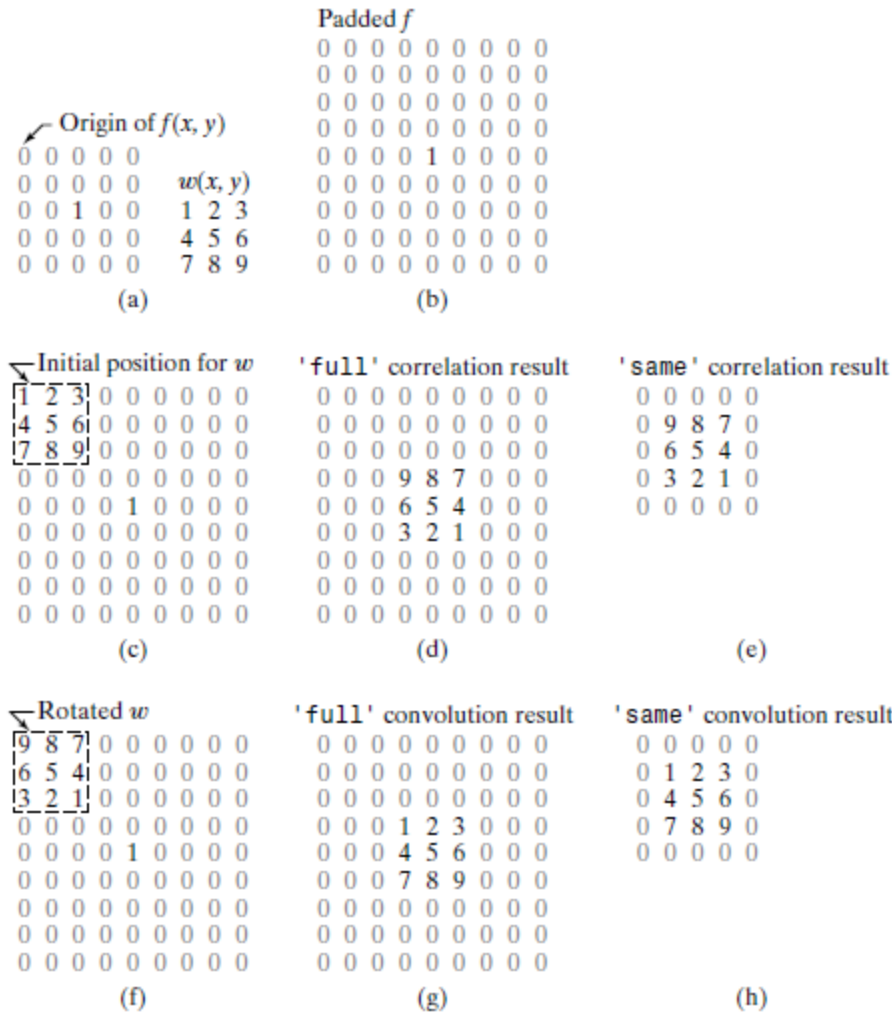 Padded f
0 0 0 0 0 0 0 0 0
0 0 0 0 0 0 0 0 0
0 0 0 0 0 0 0 0 0
0 0 0 0 0 0 0 0 0
0 0 0 0 1 0 0 0 0
0 0 0 0 0 0 0 0 0
0 0 0 0 0 0 0 0 0
0 0 0 0 0 0 0 0 0
0 0 0 0 0 0 0 0 0
(b)
Origin of f(x, y)
0 0 0 0 0
0 0 0 0 0
0 0 1 0 0
0 0 0 0 0
0 0 0 0 0
w(x, y)
1 2 3
4 5 6
7 8 9
(a)
Initial position for w
1 2 3 0 0 0 0 0 0
4 5 6 0 0 0 0 0 0
7 8 9 0 0 0 0 0 0
0 0 0 0 0 0 0 0 0
0 0 0 0 1 0 0 0 0
0 0 0 0 0 0 0 0 0
0 0 0 0 0 0 0 0 0
0 0 0 0 0 0 0 0 0
0 0 0 0 0 0 0 0 0
(c)
'full' correlation result
0 0 0 0 0 0 0 0 0
0 0 0 0 0 0 0 0 0
0 0 0 0 0 0 0 0 0
0 0 0 9 8 7 0 0 0
0 0 0 6 5 4 0 0 0
0 0 0 3 2 1 0 0 0
0 0 0 0 0 0 0 0 0
0 0 0 0 0 0 0 0 0
0 0 0 0 0 0 0 0 0
(d)
'same' correlation result
0 0 0 0 0
0 9 8 7 0
0 6 5 4 0
0 3 2 1 0
0 0 0 0 0
(e)
Rotated w
9 8 7 0 0 0 0 0 0
6 5 4 0 0 0 0 0 0
3 2 1 0 0 0 0 0 0
0 0 0 0 0 0 0 0 0
0 0 0 0 1 0 0 0 0
0 0 0 0 0 0 0 0 0
0 0 0 0 0 0 0 0 0
0 0 0 0 0 0 0 0 0
0 0 0 0 0 0 0 0 0
(f)
'full' convolution result
0 0 0 0 0 0 0 0 0
0 0 0 0 0 0 0 0 0
0 0 0 0 0 0 0 0 0
0 0 0 1 2 3 0 0 0
0 0 0 4 5 6 0 0 0
0 0 0 7 8 9 0 0 0
0 0 0 0 0 0 0 0 0
0 0 0 0 0 0 0 0 0
0 0 0 0 0 0 0 0 0
(g)
'same' convolution result
0 0 0 0 0
0 1 2 3 0
0 4 5 6 0
0 7 8 9 0
0 0 0 0 0
(h)